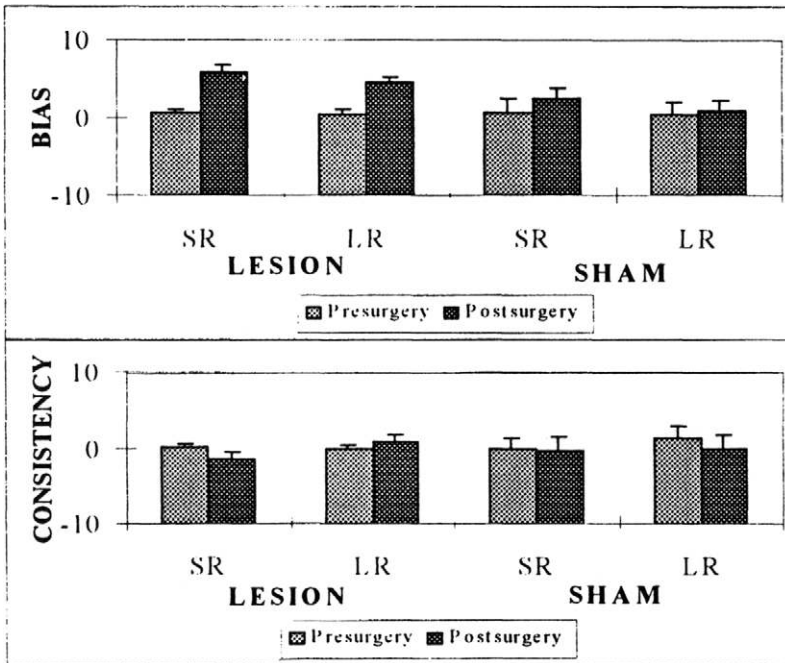 10
BIAS
0
-10
SR LR SR LR
LESION SHAM
Presurgery Postsurgery
10
CONSISTENCY
0
-10
SR LR SR LR
LESION SHAM
Presurgery Postsurgery